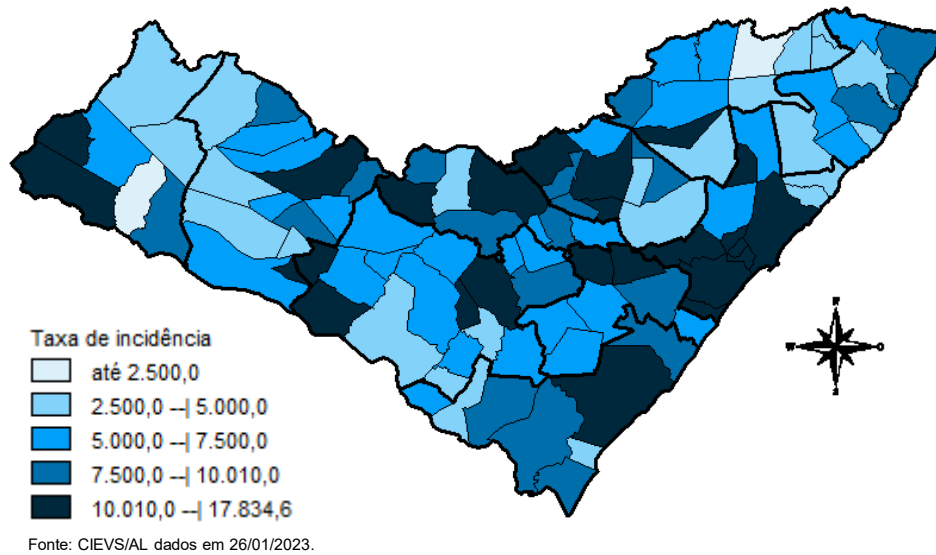 Taxa de incidência
até 2.500,0
2.500,0 --| 5.000,0
5.000,0 --| 7.500,0
7.500,0 --| 10.010,0
10.010,0 --| 17.834,6
Fonte: CIEVS/AL dados em 26/01/2023.